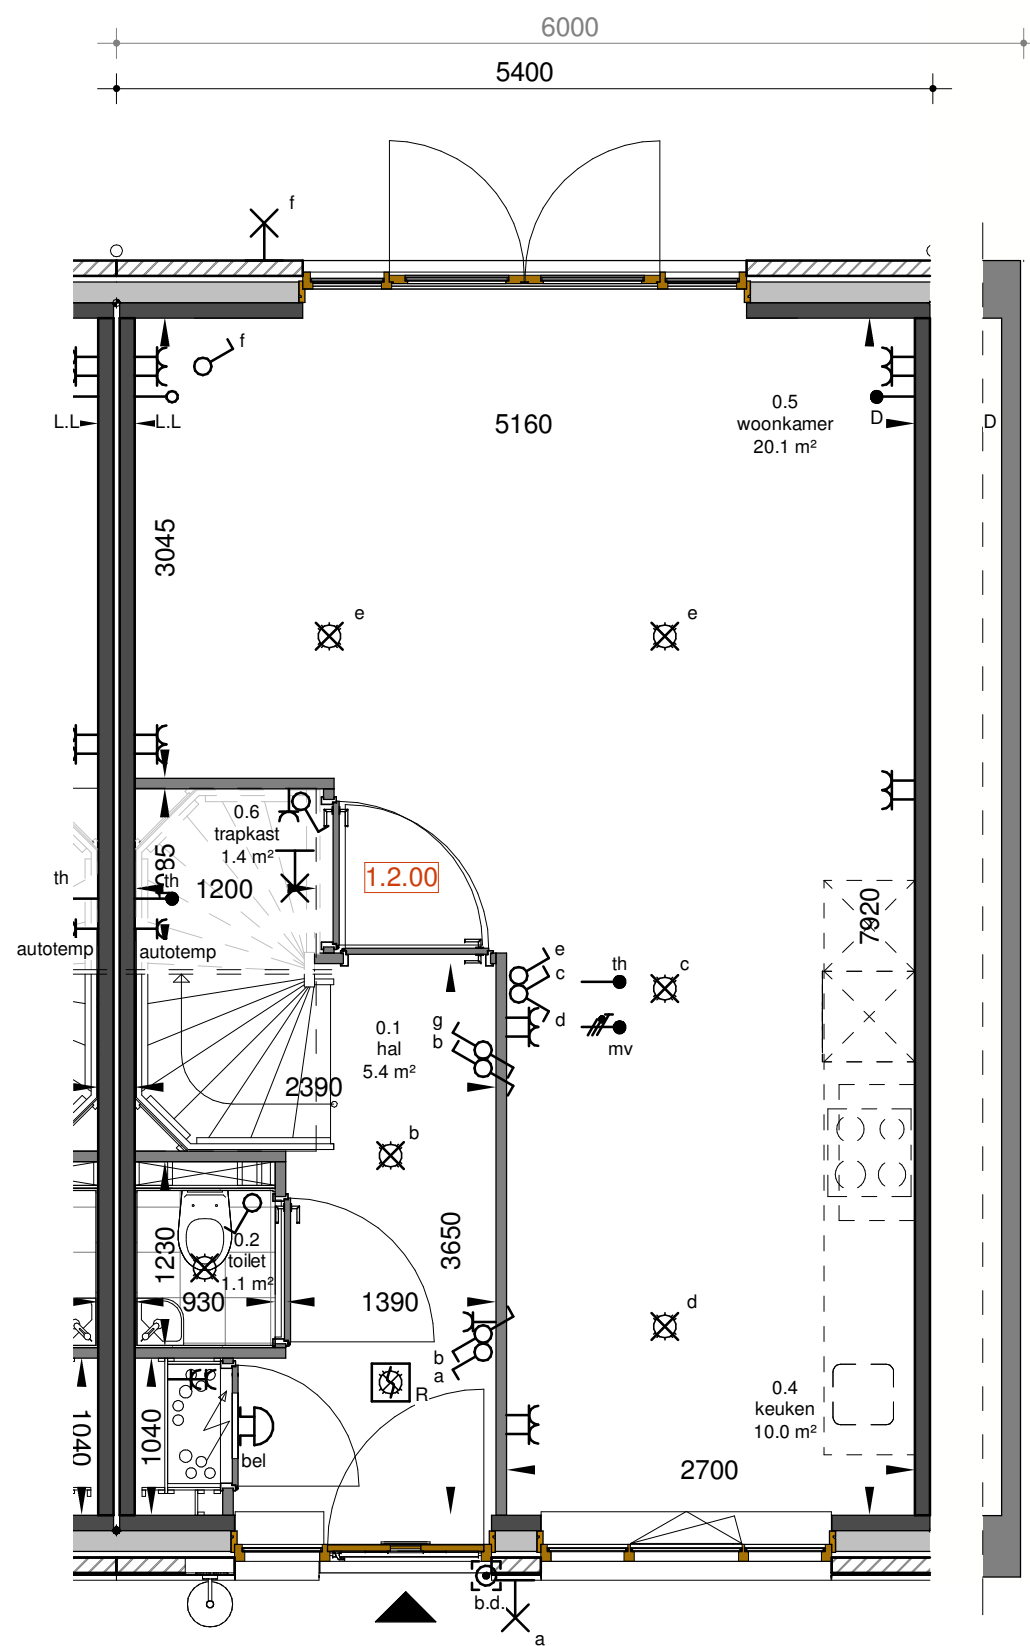 6000
5400
f
f
L.L
L.L
5160
0.5
woonkamer
20.1 m²
D
D
3045
e
e
0.6
trapkast
1.4 m²
th
th
1200
1.2.00
7920
autotemp
autotemp
e
c
th
c
d
mv
g
b
0.1
hal
5.4 m²
2390
b
1230
0.2
toilet
1.1 m²
3650
930
1390
d
b
a
R
0.4
keuken
10.0 m²
1040
1040
bel
2700
b.d.
a